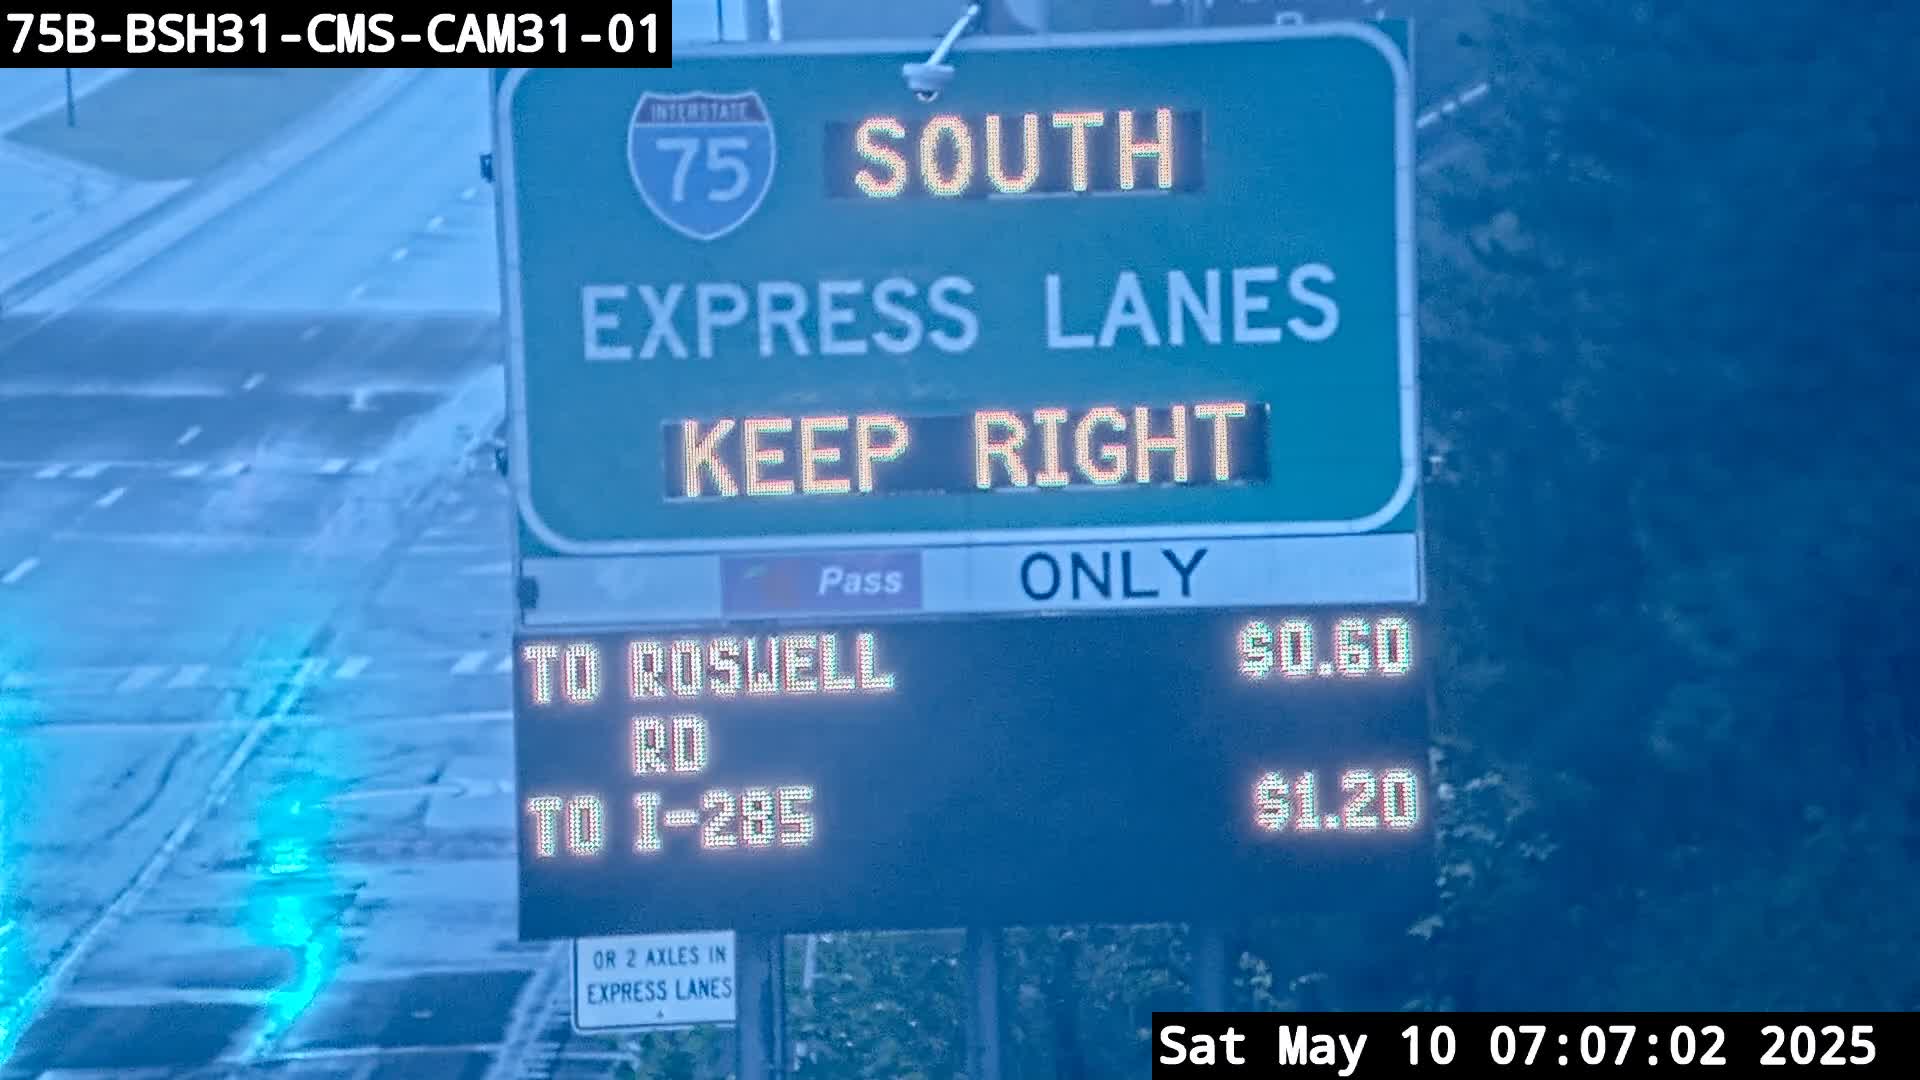 75B-BSH31-CMS-CAM31-01
INTERSTATE
75
SOUTH
EXPRESS LANES
KEEP RIGHT
Pass
ONLY
TO ROSWELL $0.60
RD
TO I-285 $1.20
OR 2 AXLES IN
EXPRESS LANES
Sat May 10 07:07:02 2025